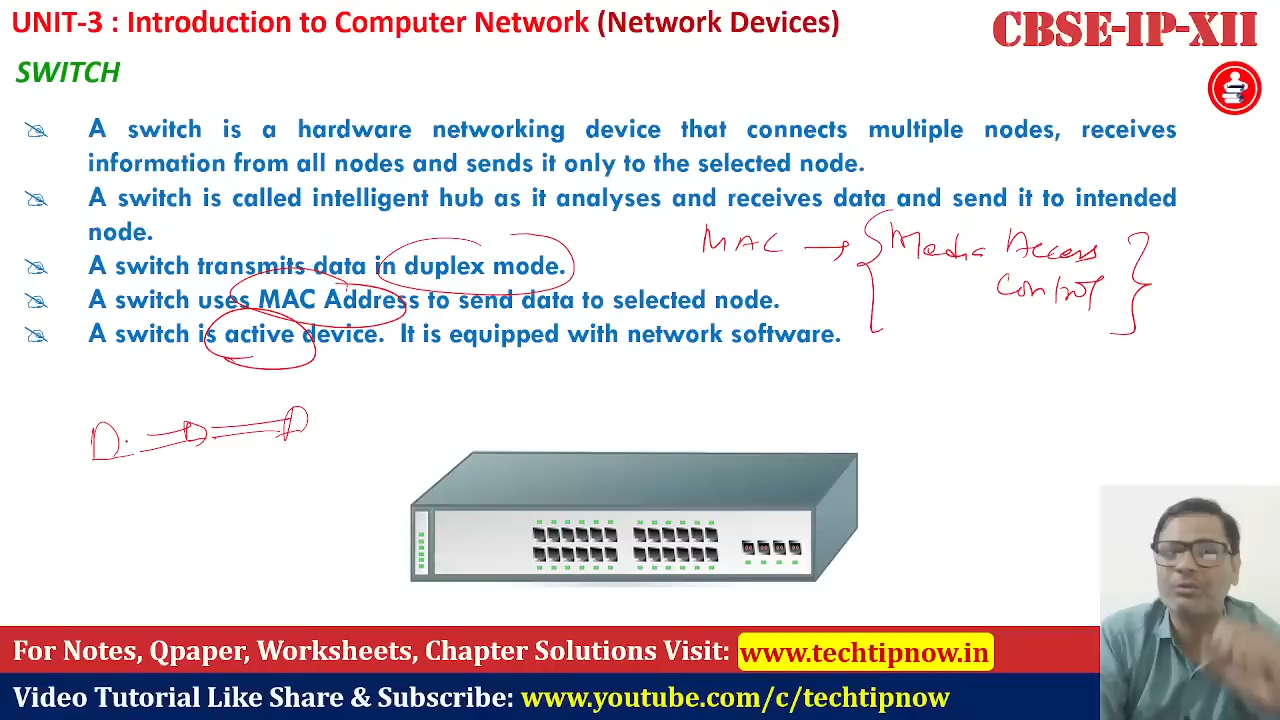 UNIT-3 : Introduction to Computer Network (Network Devices)
CBSE-IP-XII
SWITCH
A switch is a hardware networking device that connects multiple nodes, receives
information from all nodes and sends it only to the selected node.
A switch is called intelligent hub as it analyses and receives data and send it to intended
node.
A switch transmits data in duplex mode.
A switch uses MAC Address to send data to selected node.
A switch is active device. It is equipped with network software.
MAC → { Media Access
Control }
For Notes, Qpaper, Worksheets, Chapter Solutions Visit: www.techtipnow.in
Video Tutorial Like Share & Subscribe: www.youtube.com/c/techtipnow